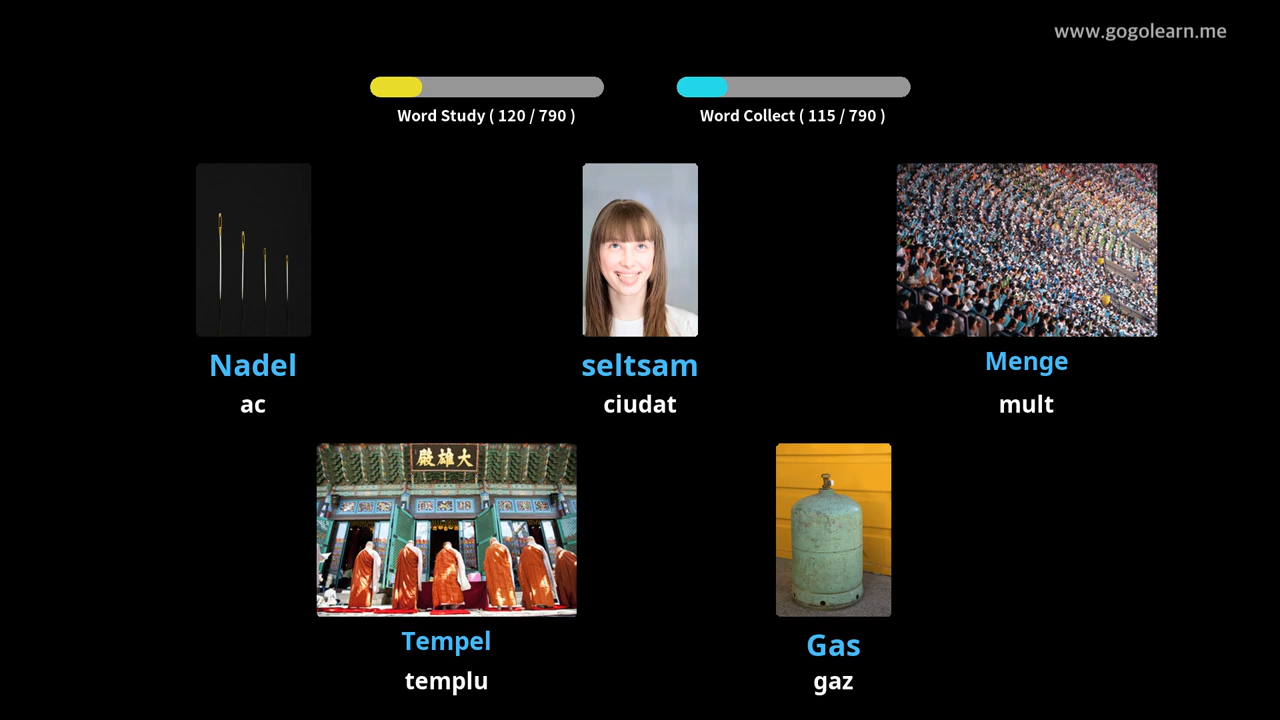 www.gogolearn.me
Word Study ( 120 / 790 )
Word Collect ( 115 / 790 )
Nadel
ac
seltsam
ciudat
Menge
mult
殿雄大
Tempel
templu
Gas
gaz